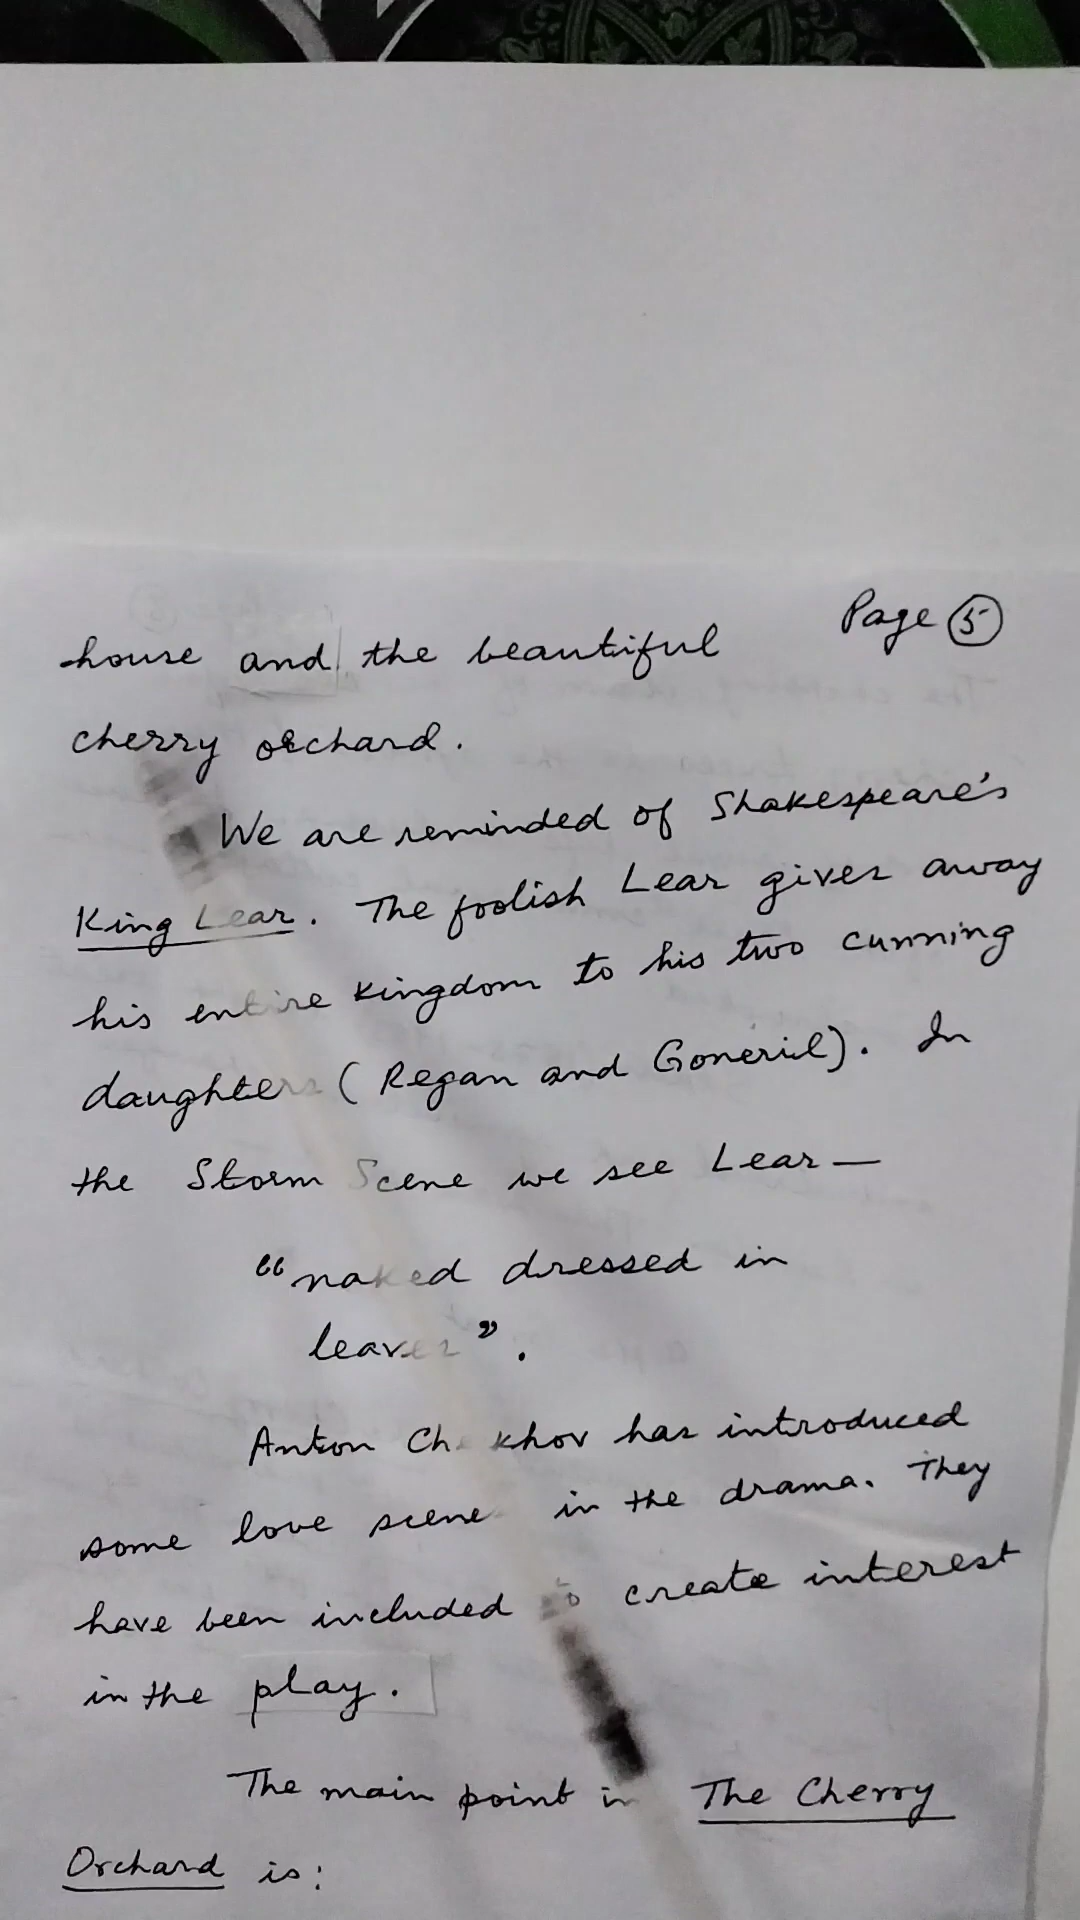 Page 5
house and the beautiful
cherry orchard.
We are reminded of Shakespeare's
King Lear. The foolish Lear gives away
his entire kingdom to his two cunning
daughters (Regan and Goneril). In
the Storm Scene we see Lear—
“naked dressed in
leaves”.
Anton Chekhov has introduced
some love scene in the drama. They
have been included to create interest
in the play.
The main point in The Cherry
Orchard is: